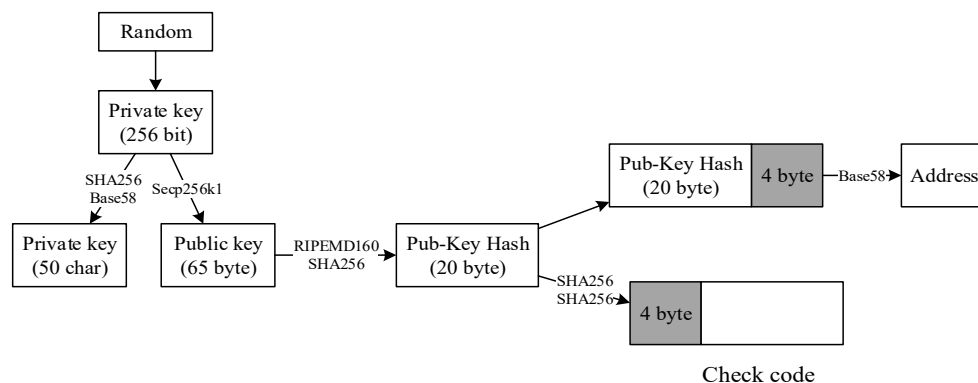 Random
Private key
(256 bit)
SHA256
Base58
Secp256k1
Private key
(50 char)
Public key
(65 byte)
RIPEMD160
SHA256
Pub-Key Hash
(20 byte)
Pub-Key Hash
(20 byte)
4 byte
Base58
Address
SHA256
SHA256
4 byte
Check code